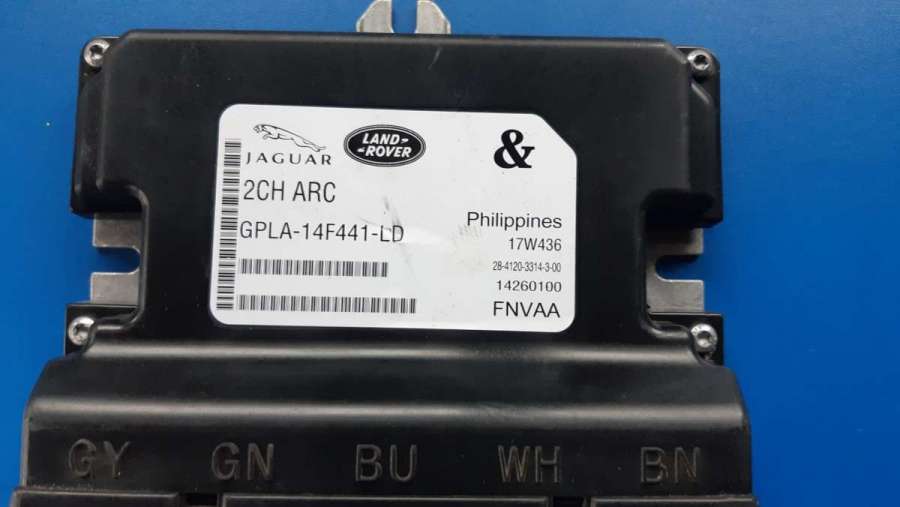 JAGUAR
LAND-
-ROVER
&
2CH ARC
GPLA-14F441-LD
Philippines
17W436
28-4120-3314-3-00
14260100
FNVAA
GY GN BU WH BN